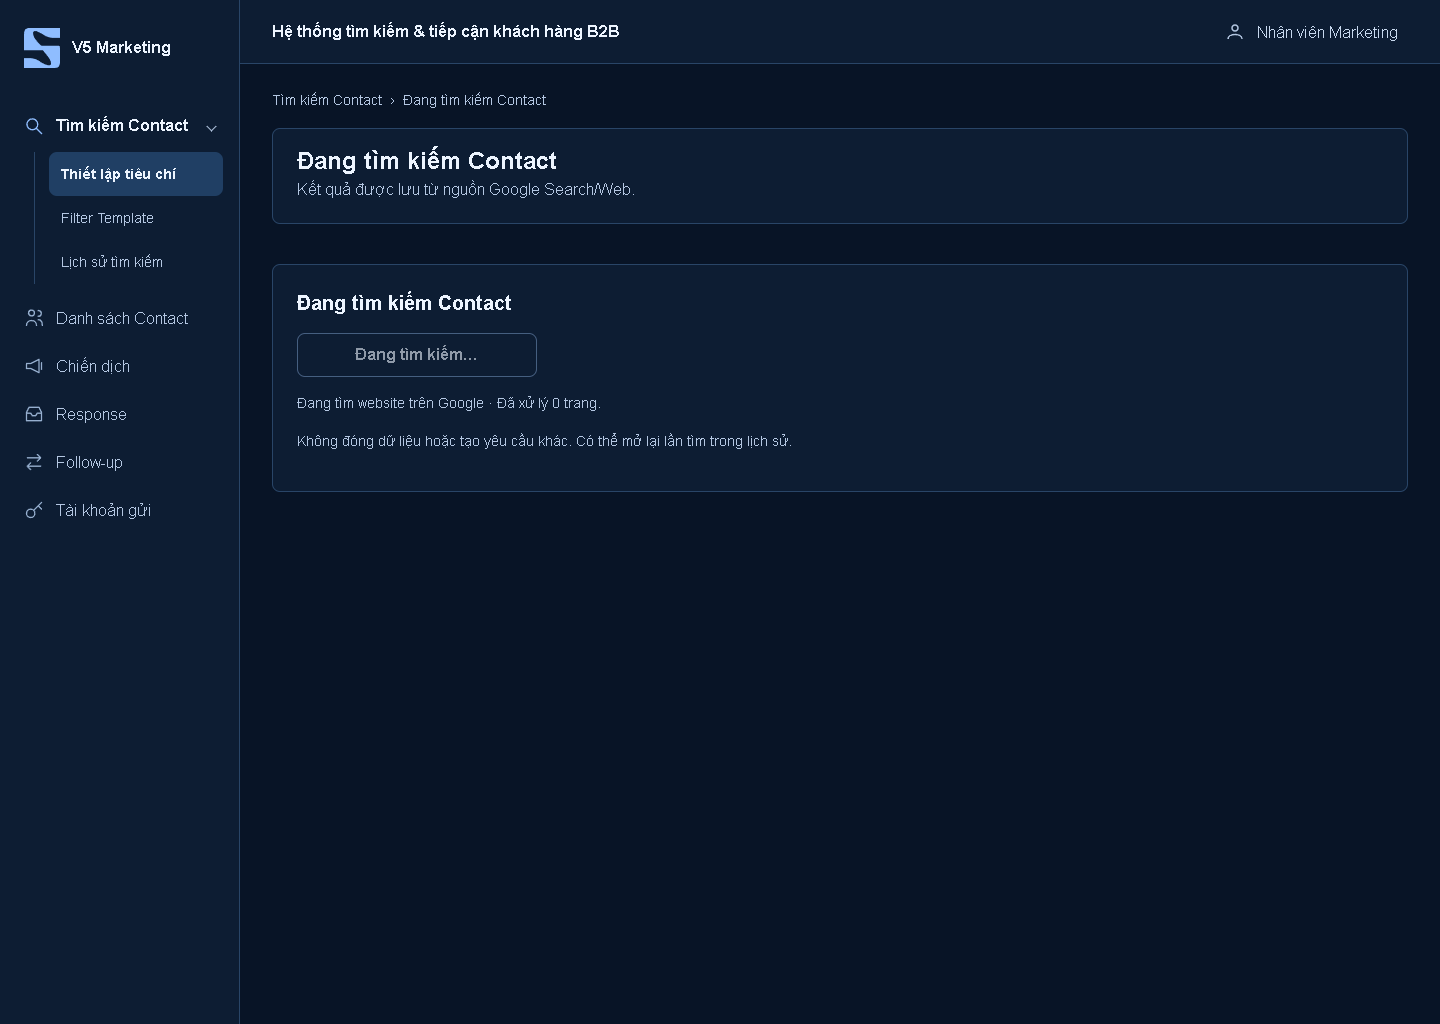 V5 Marketing
Hệ thống tìm kiếm & tiếp cận khách hàng B2B
Nhân viên Marketing
Tìm kiếm Contact
Thiết lập tiêu chí
Filter Template
Lịch sử tìm kiếm
Danh sách Contact
Chiến dịch
Response
Follow-up
Tài khoản gửi
Tìm kiếm Contact › Đang tìm kiếm Contact
Đang tìm kiếm Contact
Kết quả được lưu từ nguồn Google Search/Web.
Đang tìm kiếm Contact
Đang tìm kiếm...
Đang tìm website trên Google · Đã xử lý 0 trang.
Không đóng dữ liệu hoặc tạo yêu cầu khác. Có thể mở lại lần tìm trong lịch sử.